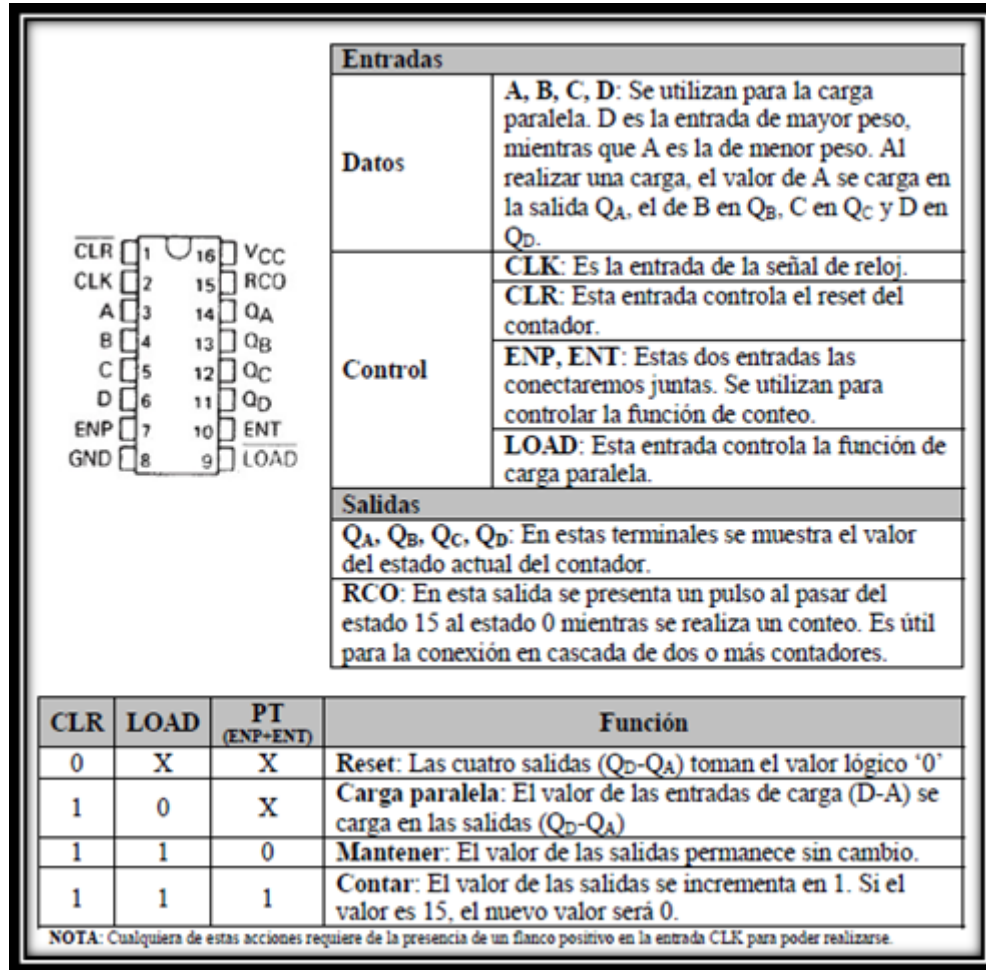 Entradas
Datos
A, B, C, D: Se utilizan para la carga
paralela. D es la entrada de mayor peso,
mientras que A es la de menor peso. Al
realizar una carga, el valor de A se carga en
la salida QA, el de B en QB, C en QC y D en
QD.
Control
CLK: Es la entrada de la señal de reloj.
CLR: Esta entrada controla el reset del
contador.
ENP, ENT: Estas dos entradas las
conectaremos juntas. Se utilizan para
controlar la función de conteo.
LOAD: Esta entrada controla la función de
carga paralela.
Salidas
QA, QB, QC, QD: En estas terminales se muestra el valor
del estado actual del contador.
RCO: En esta salida se presenta un pulso al pasar del
estado 15 al estado 0 mientras se realiza un conteo. Es útil
para la conexión en cascada de dos o más contadores.
CLR 1 16 VCC
CLK 2 15 RCO
A 3 14 QA
B 4 13 QB
C 5 12 QC
D 6 11 QD
ENP 7 10 ENT
GND 8 9 LOAD
CLR LOAD PT (ENP+ENT) Función
0 X X Reset: Las cuatro salidas (QD-QA) toman el valor lógico ‘0’
1 0 X Carga paralela: El valor de las entradas de carga (D-A) se
carga en las salidas (QD-QA)
1 1 0 Mantener: El valor de las salidas permanece sin cambio.
1 1 1 Contar: El valor de las salidas se incrementa en 1. Si el
valor es 15, el nuevo valor será 0.
NOTA: Cualquiera de estas acciones requiere de la presencia de un flanco positivo en la entrada CLK para poder realizarse.